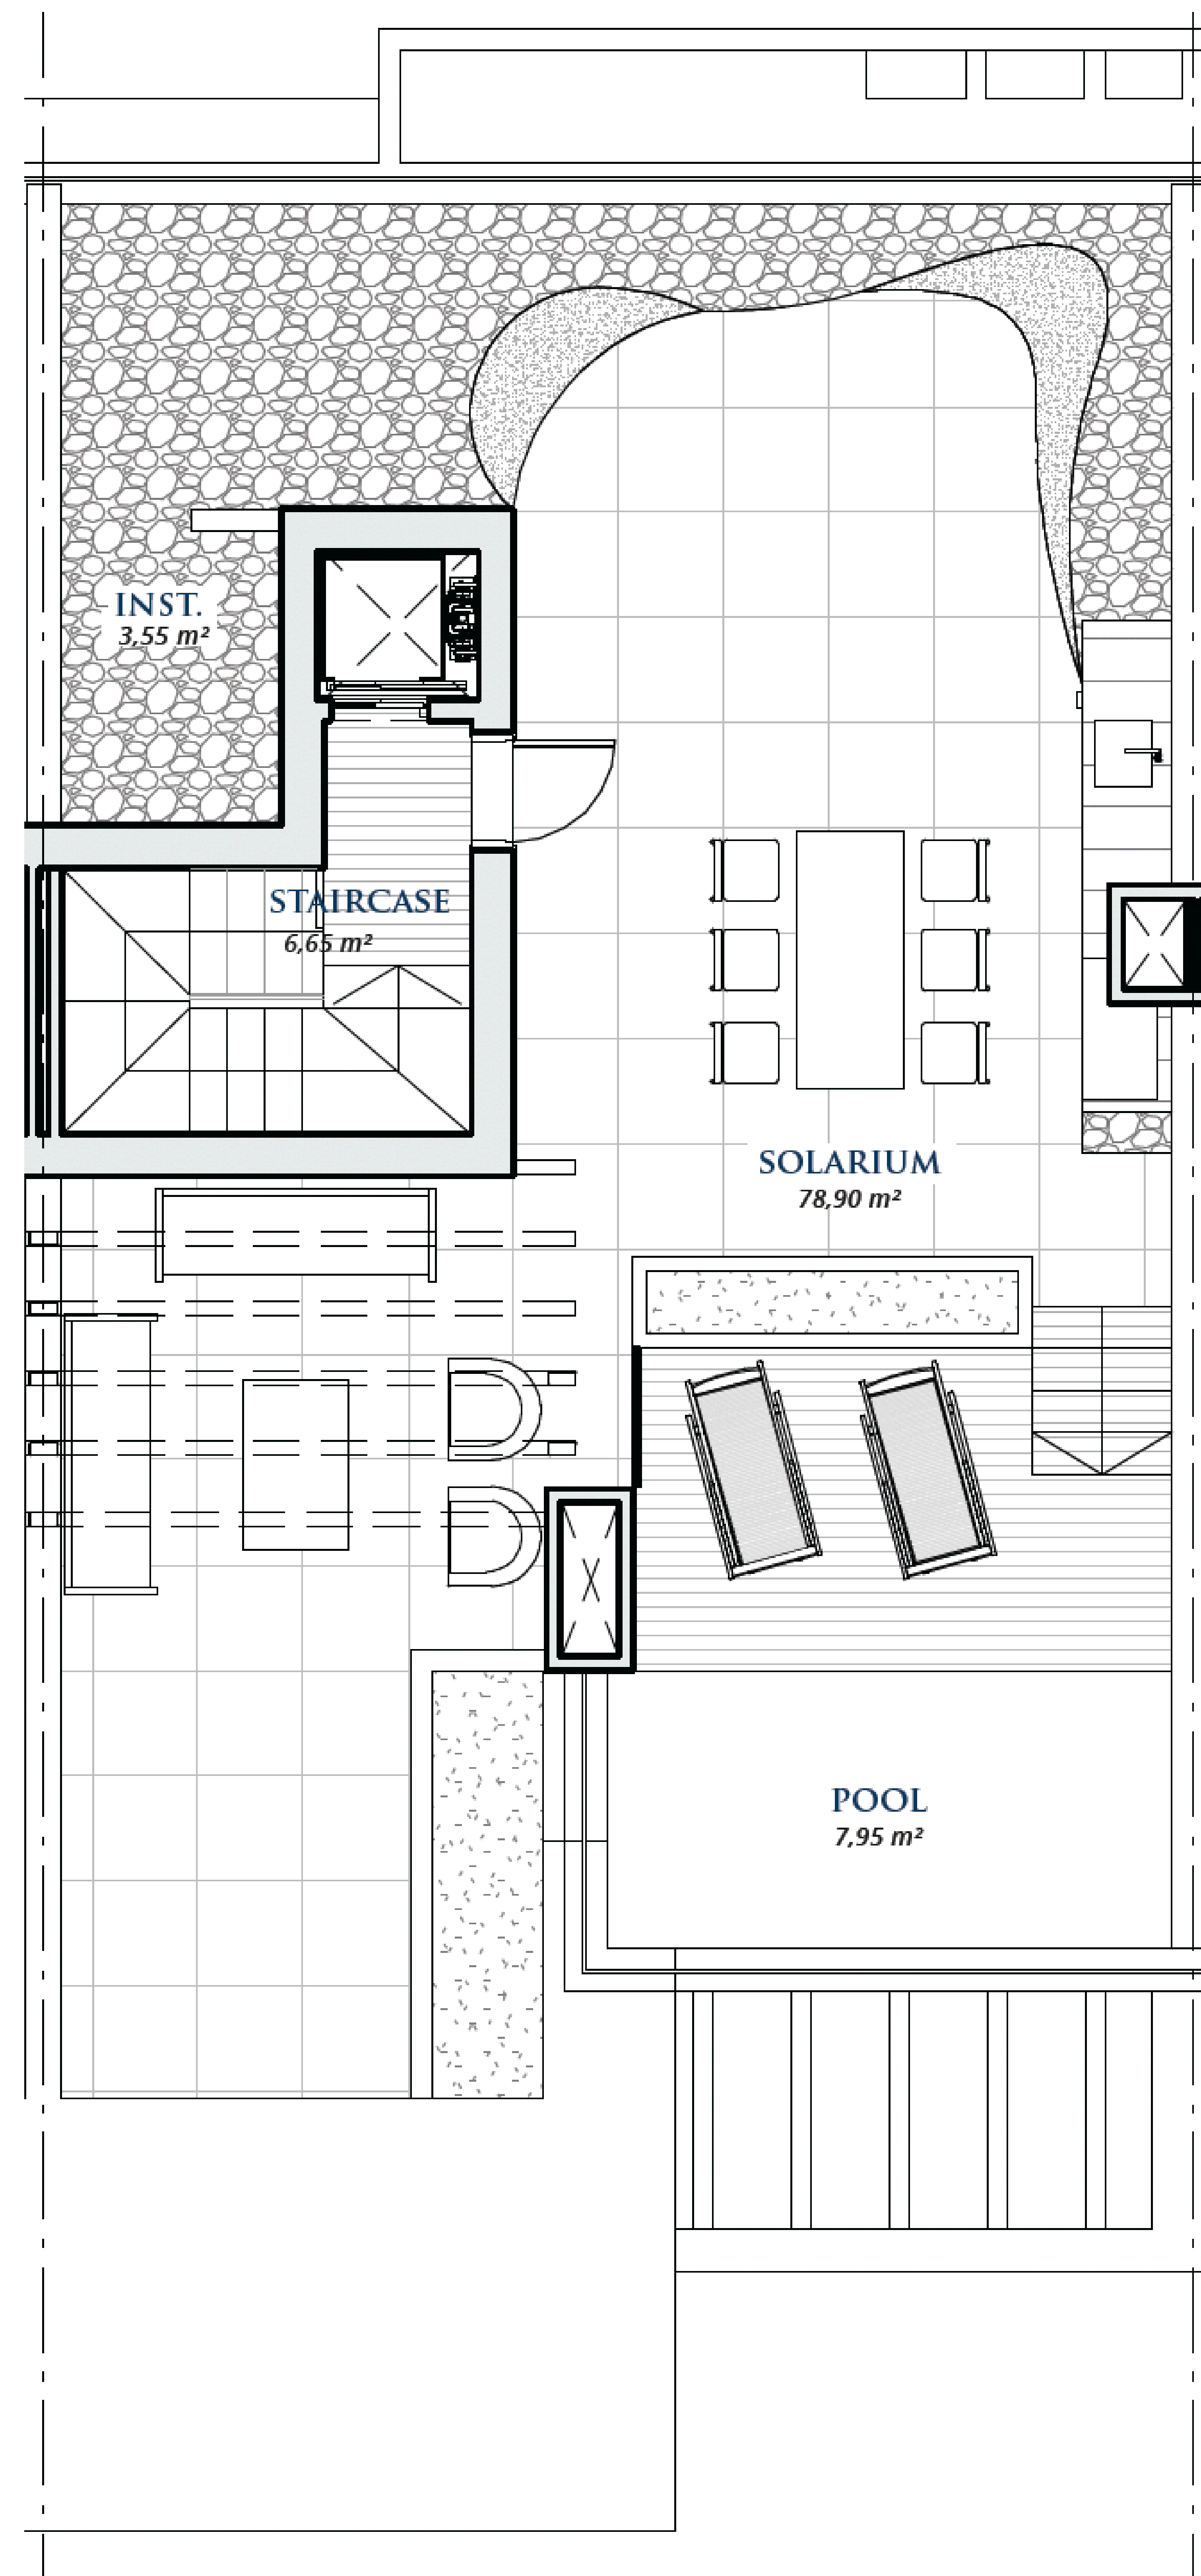 INST.
3,55 m²
STAIRCASE
6,65 m²
SOLARIUM
78,90 m²
POOL
7,95 m²